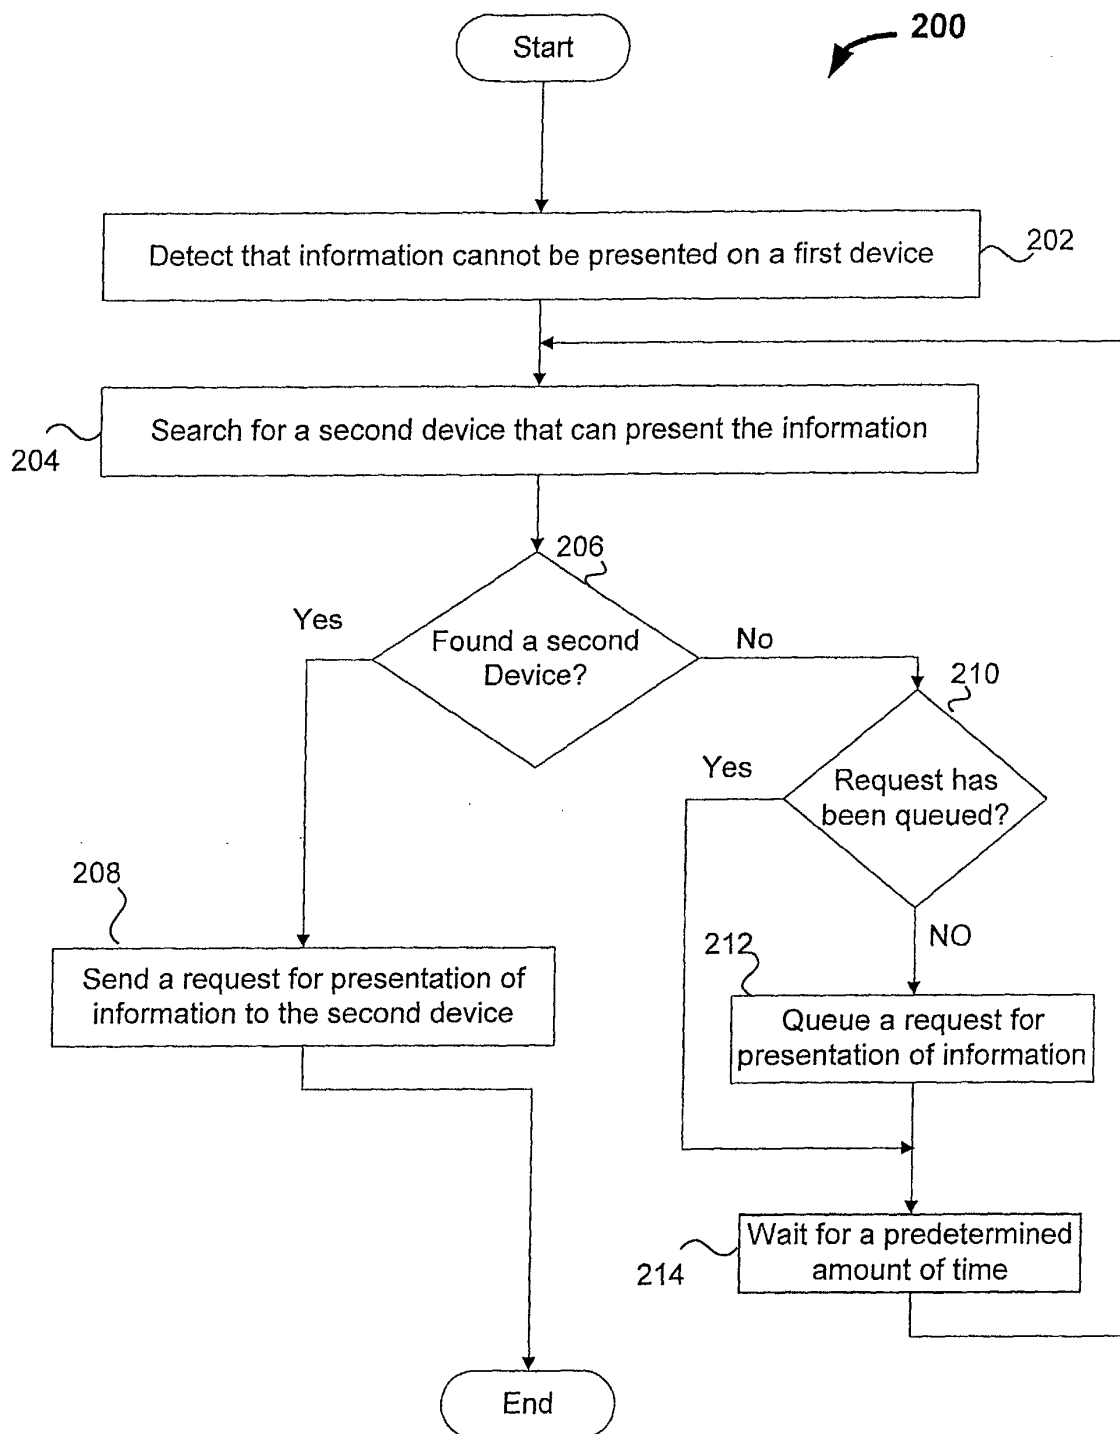 Start
200
Detect that information cannot be presented on a first device
202
Search for a second device that can present the information
204
206
Yes
Found a second
Device?
No
210
Yes
Request has
been queued?
208
NO
212
Send a request for presentation of
information to the second device
Queue a request for
presentation of information
Wait for a predetermined
amount of time
214
End